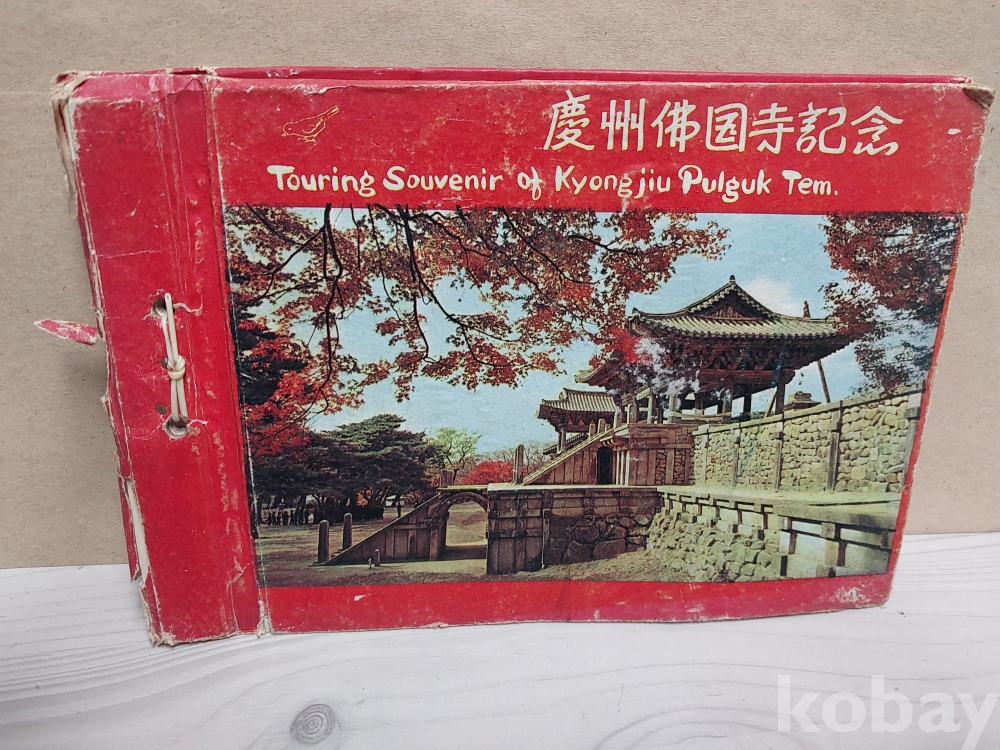 慶州佛国寺記念
Touring Souvenir of Kyongjiu Pulguk Tem.
kobay